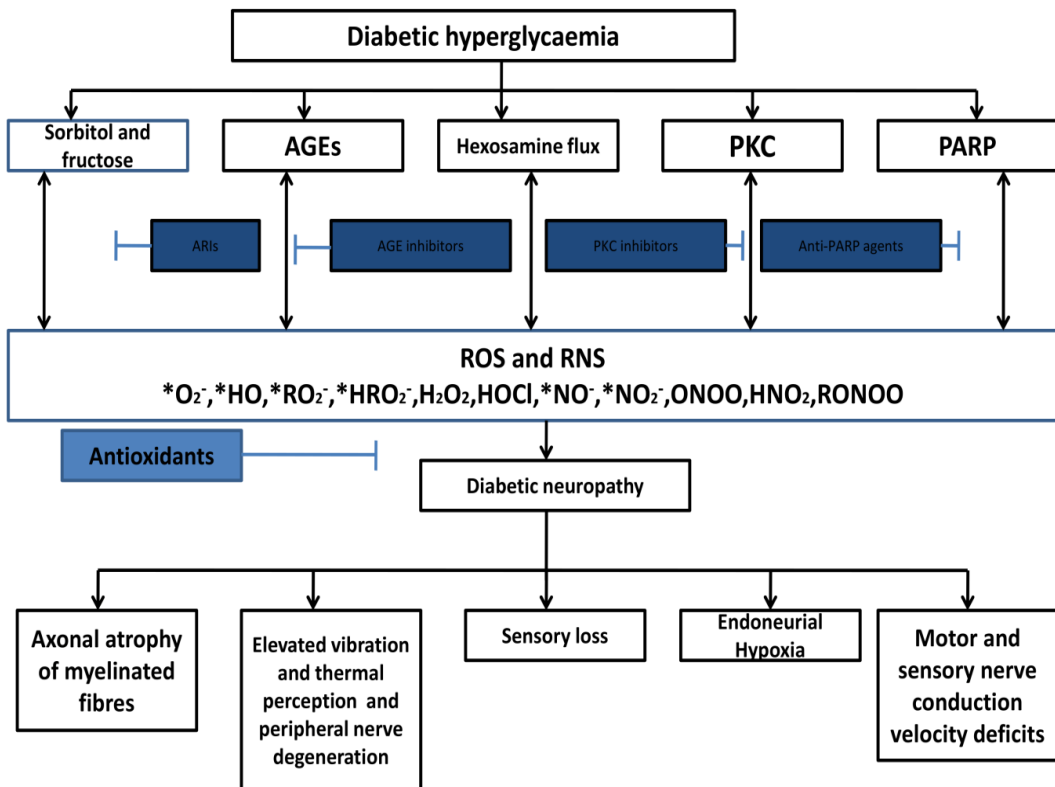 Diabetic hyperglycaemia
Sorbitol and
fructose
AGEs
Hexosamine flux
PKC
PARP
ARIs
AGE inhibitors
PKC inhibitors
Anti-PARP agents
ROS and RNS
*O₂⁻,*HO,*RO₂⁻,*HRO₂⁻,H₂O₂,HOCl,*NO⁻,*NO₂⁻,ONOO,HNO₂,RONOO
Antioxidants
Diabetic neuropathy
Axonal atrophy
of myelinated
fibres
Elevated vibration
and thermal
perception and
peripheral nerve
degeneration
Sensory loss
Endoneurial
Hypoxia
Motor and
sensory nerve
conduction
velocity deficits